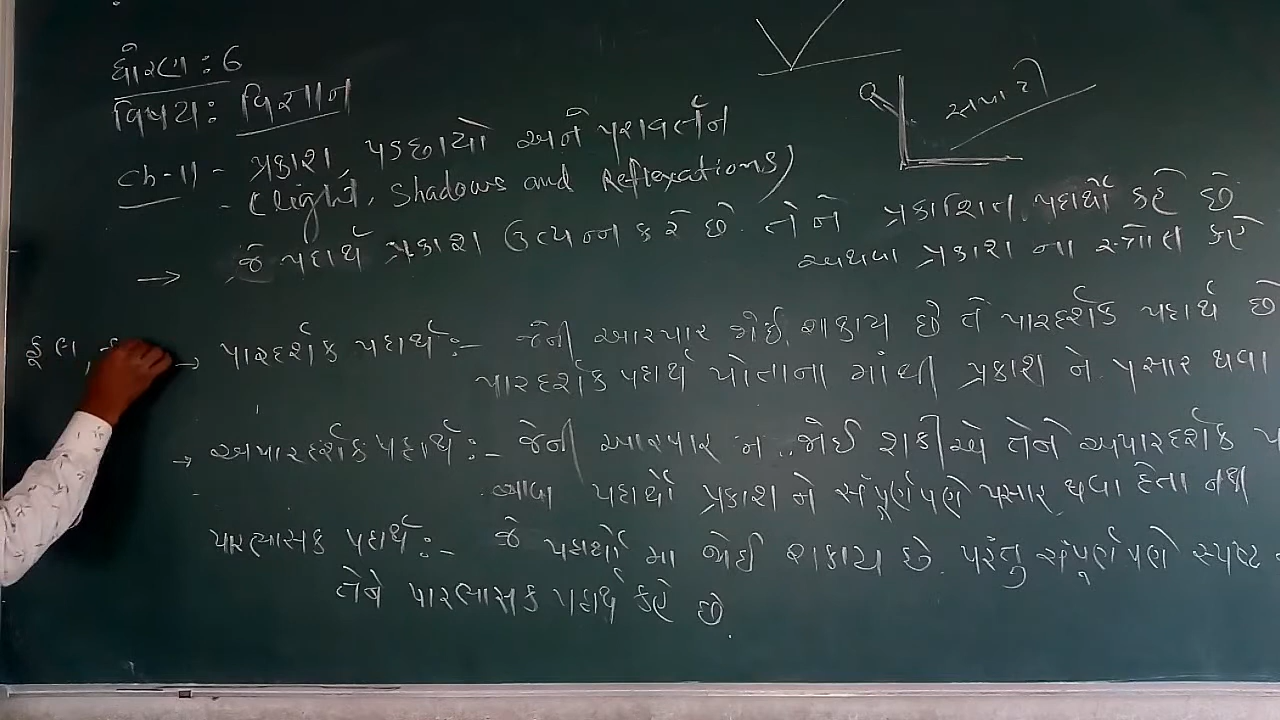 ધોરણ : 6
વિષય : વિજ્ઞાન
Ch-11 - પ્રકાશ, પડછાયો અને પરાવર્તન
- (light, Shadows and Reflexations)
સપાટી
→ જે પદાર્થ પ્રકાશ ઉત્પન્ન કરે છે. તેને પ્રકાશિત પદાર્થો કહે છે
અથવા પ્રકાશ ના સ્ત્રોત કહે
→ પારદર્શક પદાર્થ :- જેની આરપાર જોઈ શકાય છે તે પારદર્શક પદાર્થ છે
પારદર્શક પદાર્થ પોતાના માંથી પ્રકાશ ને પસાર થવા
→ અપારદર્શક પદાર્થ :- જેની આરપાર ન જોઈ શકીએ તેને અપારદર્શક
આવા પદાર્થો પ્રકાશ ને સંપૂર્ણપણે પસાર થવા દેતા નથી
પારભાસક પદાર્થ :- જે પદાર્થો મા જોઈ શકાય છે. પરંતુ સંપૂર્ણપણે સ્પષ્ટ
તેને પારભાસક પદાર્થ કહે છે.